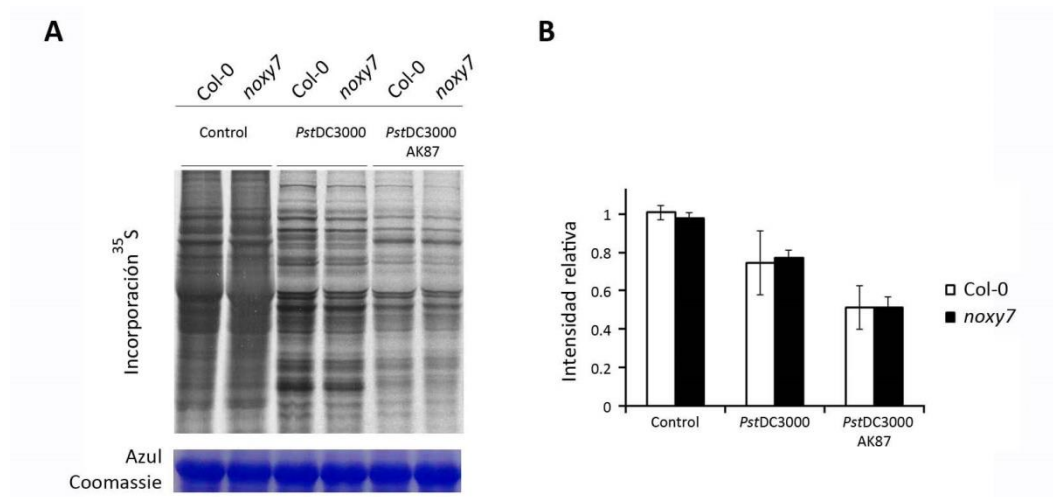 A
Col-0
noxy7
Col-0
noxy7
Col-0
noxy7
Control
PstDC3000
PstDC3000
AK87
Incorporación ³⁵S
Azul
Coomassie
B
Intensidad relativa
1
0.8
0.6
0.4
0.2
0
Control
PstDC3000
PstDC3000
AK87
Col-0
noxy7